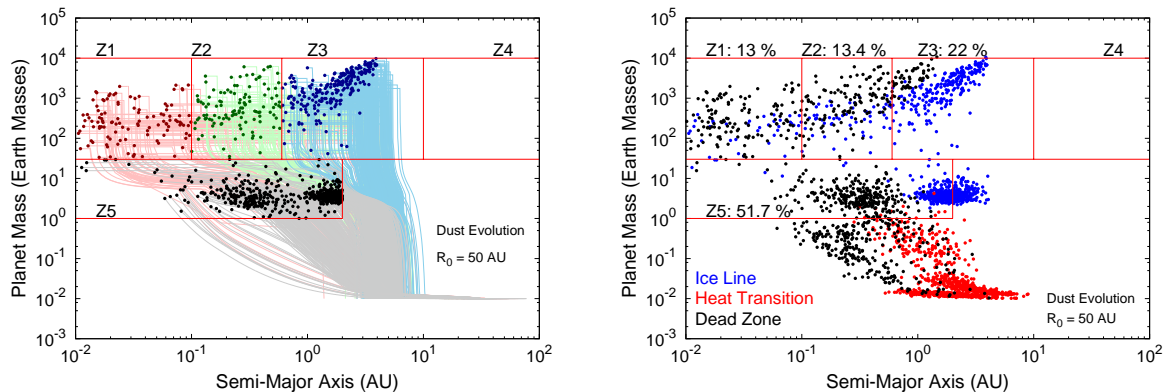 10^5
10^4
10^3
10^2
10^1
10^0
10^-1
10^-2
10^-3
Planet Mass (Earth Masses)
Z1
Z2
Z3
Z4
Z5
Dust Evolution
R_0 = 50 AU
10^-2
10^-1
10^0
10^1
10^2
Semi-Major Axis (AU)
10^5
10^4
10^3
10^2
10^1
10^0
10^-1
10^-2
10^-3
Planet Mass (Earth Masses)
Z1: 13 %
Z2: 13.4 %
Z3: 22 %
Z4
Z5: 51.7 %
Ice Line
Heat Transition
Dead Zone
Dust Evolution
R_0 = 50 AU
10^-2
10^-1
10^0
10^1
10^2
Semi-Major Axis (AU)